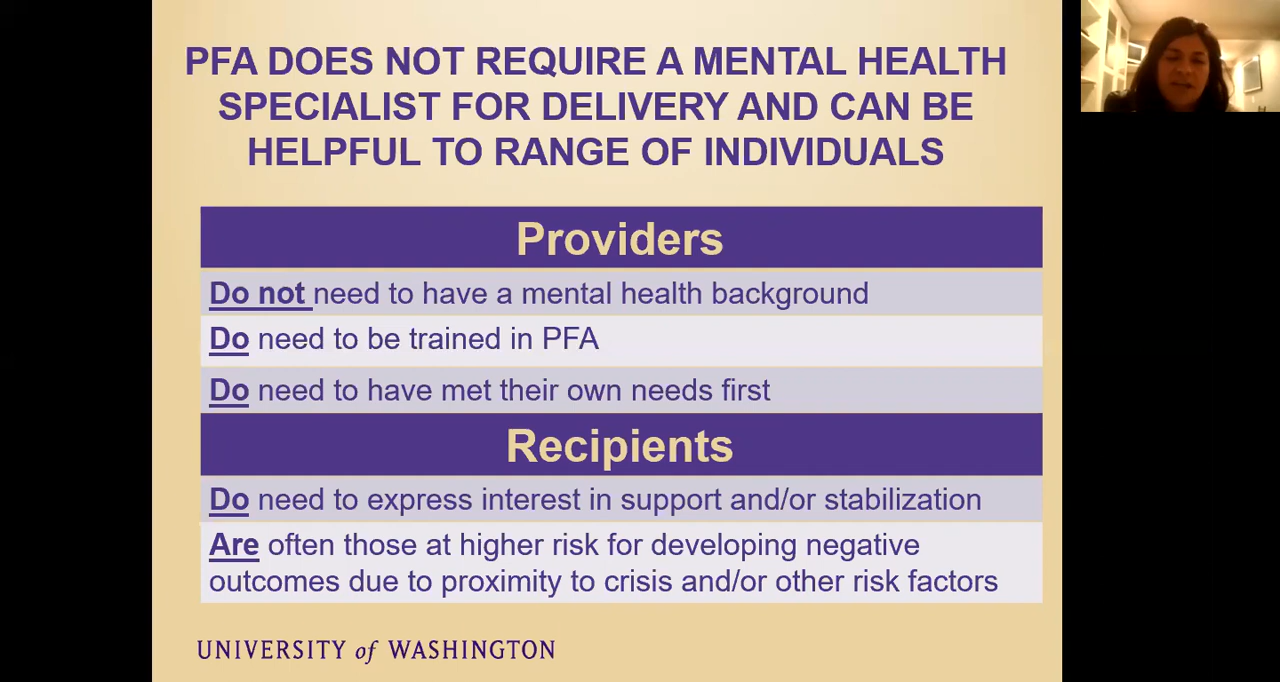 PFA DOES NOT REQUIRE A MENTAL HEALTH
SPECIALIST FOR DELIVERY AND CAN BE
HELPFUL TO RANGE OF INDIVIDUALS
Providers
Do not need to have a mental health background
Do need to be trained in PFA
Do need to have met their own needs first
Recipients
Do need to express interest in support and/or stabilization
Are often those at higher risk for developing negative
outcomes due to proximity to crisis and/or other risk factors
UNIVERSITY of WASHINGTON